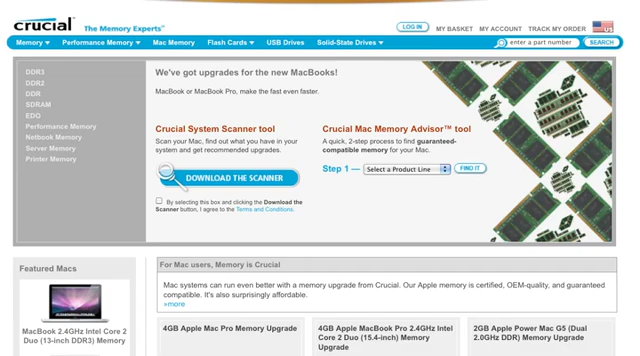 crucial
The Memory Experts™
LOG IN
MY BASKET
MY ACCOUNT
TRACK MY ORDER
US
Memory
Performance Memory
Mac Memory
Flash Cards
USB Drives
Solid-State Drives
enter a part number
SEARCH
DDR3
DDR2
DDR
SDRAM
EDO
Performance Memory
Netbook Memory
Server Memory
Printer Memory
We've got upgrades for the new MacBooks!
MacBook or MacBook Pro, make the fast even faster.
Crucial System Scanner tool
Scan your Mac, find out what you have in your
system and get recommended upgrades.
DOWNLOAD THE SCANNER
By selecting this box and clicking the Download the
Scanner button, I agree to the Terms and Conditions.
Crucial Mac Memory Advisor™ tool
A quick, 2-step process to find guaranteed-
compatible memory for your Mac.
Step 1 — Select a Product Line FIND IT
Featured Macs
MacBook 2.4GHz Intel Core 2
Duo (13-inch DDR3) Memory
For Mac users, Memory is Crucial
Mac systems can run even better with a memory upgrade from Crucial. Our Apple memory is certified, OEM-quality, and guaranteed
compatible. It's also surprisingly affordable.
»more
4GB Apple Mac Pro Memory Upgrade
4GB Apple MacBook Pro 2.4GHz Intel
Core 2 Duo (15.4-inch) Memory
Upgrade
2GB Apple Power Mac G5 (Dual
2.0GHz DDR) Memory Upgrade